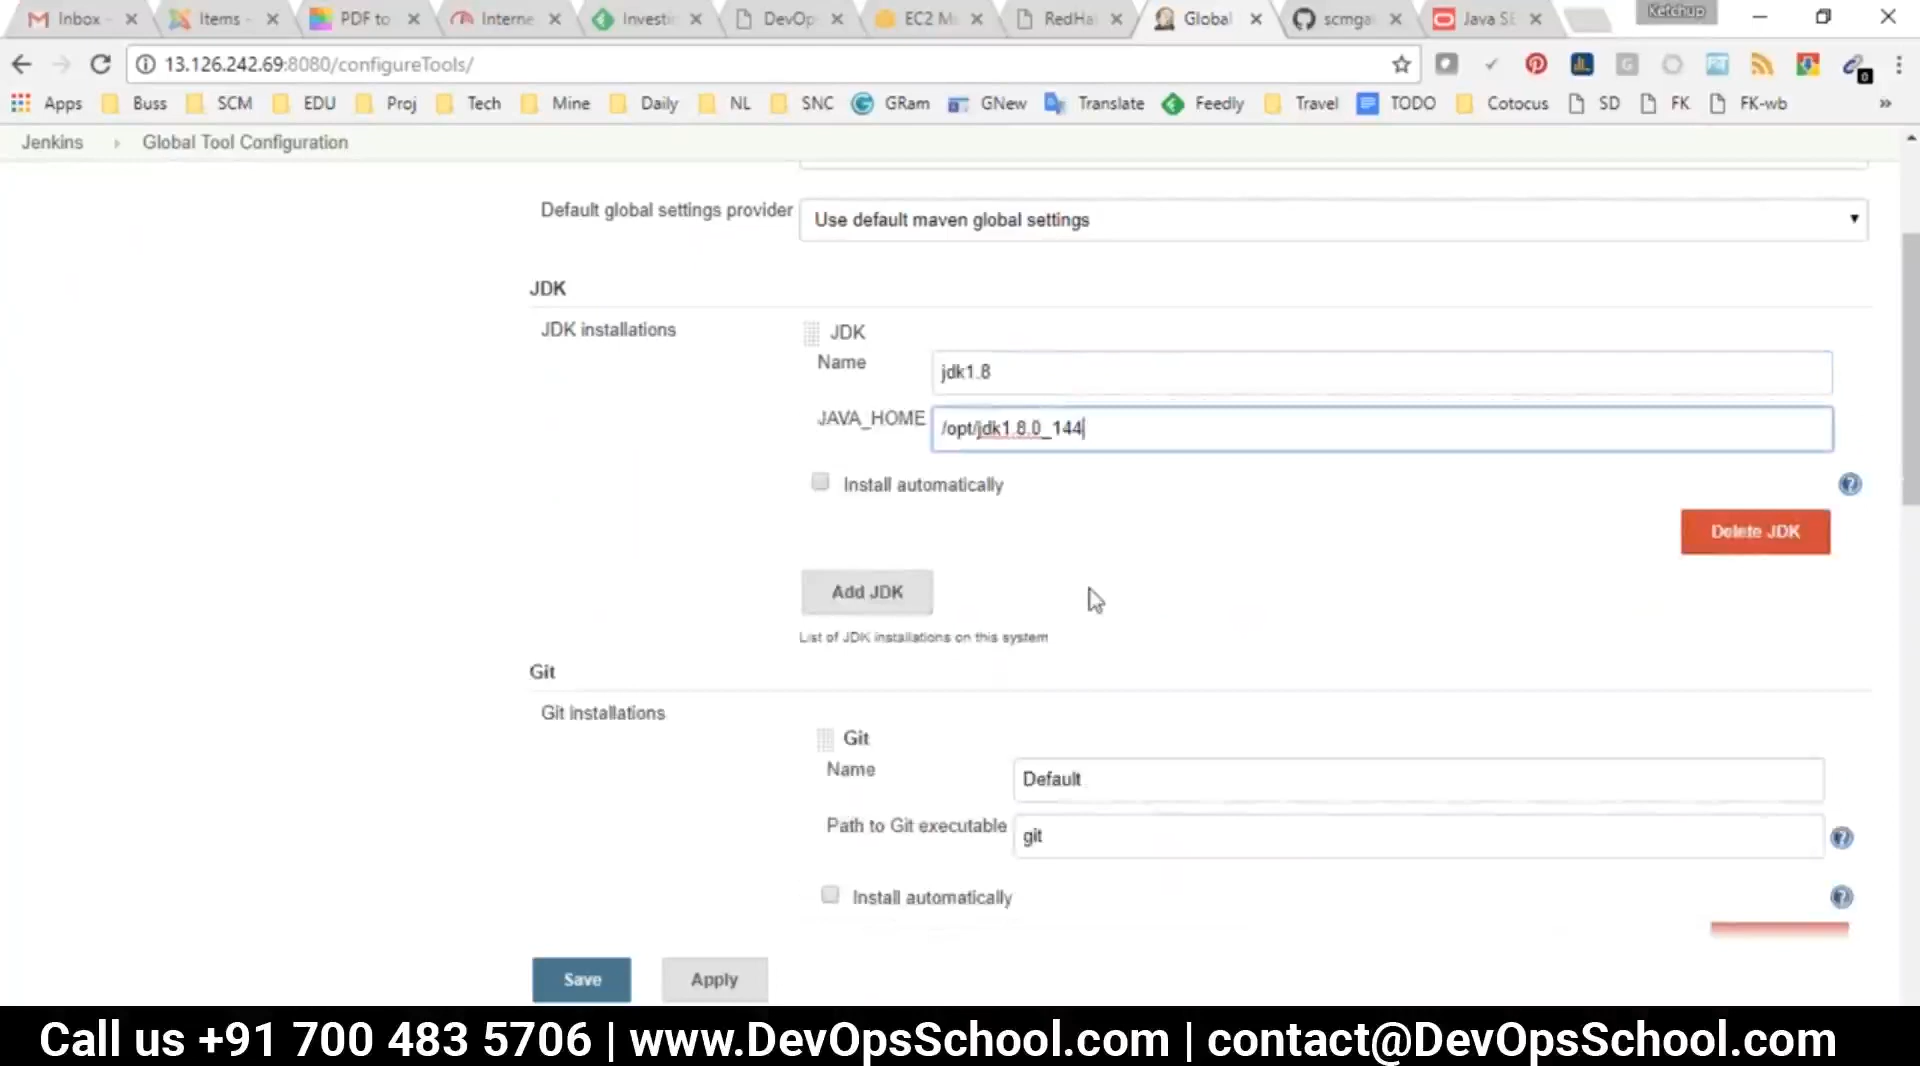 Inbox - Items - PDF to Interne Investi DevOp EC2 M RedHa Global scmga Java SE Ketchup
13.126.242.69:8080/configureTools/
Apps Buss SCM EDU Proj Tech Mine Daily NL SNC GRam GNew Translate Feedly Travel TODO Cotocus SD FK FK-wb »
Jenkins Global Tool Configuration
Default global settings provider Use default maven global settings
JDK
JDK installations JDK
Name jdk1.8
JAVA_HOME /opt/jdk1.8.0_144
Install automatically
Delete JDK
Add JDK
List of JDK installations on this system
Git
Git installations
Git
Name Default
Path to Git executable git
Install automatically
Save Apply
Call us +91 700 483 5706 | www.DevOpsSchool.com | contact@DevOpsSchool.com